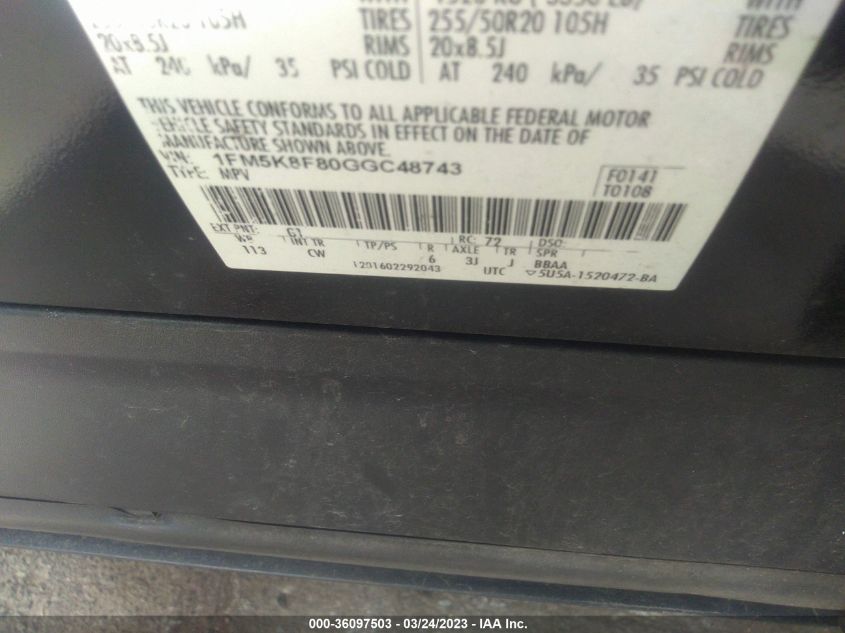 WITH
TIRES 255/50R20 105H TIRES
20x8.5J RIMS 20x8.5J RIMS
AT 240 kPa/ 35 PSI COLD AT 240 kPa/ 35 PSI COLD
THIS VEHICLE CONFORMS TO ALL APPLICABLE FEDERAL MOTOR
VEHICLE SAFETY STANDARDS IN EFFECT ON THE DATE OF
MANUFACTURE SHOWN ABOVE.
VIN: 1FM5K8F80GGC48743
TYPE: MPV
F0141
T0108
EXT PNT: G1 RC: 72 DSO:
WB INT TR TP/PS R AXLE TR SPR
113 CW 6 3J J BBAA
1201602292043 UTC ▽5U5A-1520472-BA
000-36097503 — 03/24/2023 — IAA Inc.